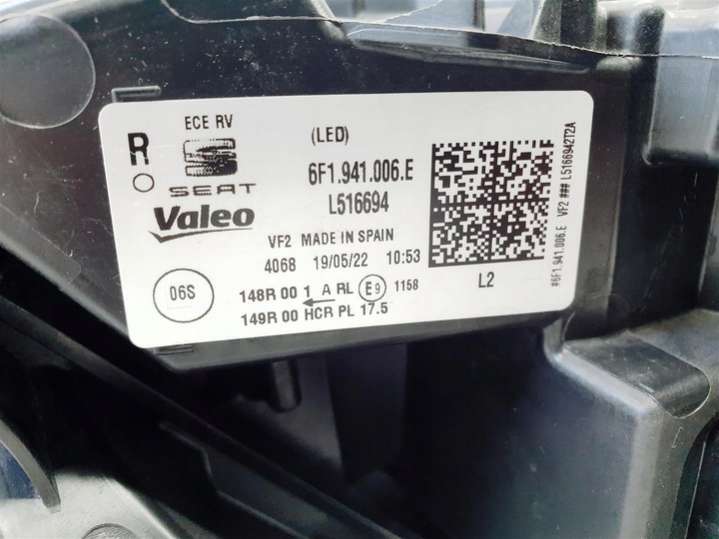 R
ECE RV
(LED)
SEAT
6F1.941.006.E
Valeo
L516694
VF2 MADE IN SPAIN
4068 19/05/22 10:53
L2
06S
148R 00 1 A RL E9 1158
149R 00 HCR PL 17.5
#6F1.941.006.E VF2 ### L5166942T2A